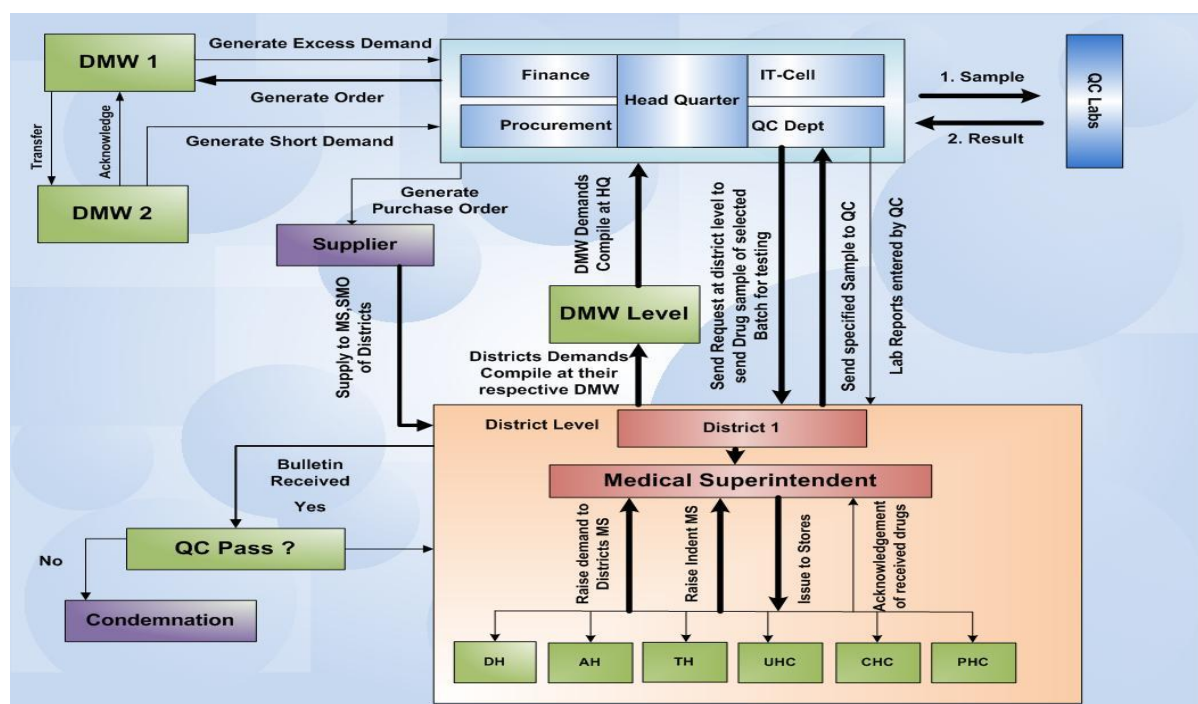 DMW 1
Generate Excess Demand
Generate Order
Generate Short Demand
Transfer
Acknowledge
DMW 2
Finance
IT-Cell
Head Quarter
Procurement
QC Dept
1. Sample
2. Result
QC Labs
Generate
Purchase Order
Supplier
Supply to MS,SMO
of Districts
DMW Demands
Compile at HQ
DMW Level
Districts Demands
Compile at their
respective DMW
Send Request at district level to
send Drug sample of selected
Batch for testing
Send specified Sample to QC
Lab Reports entered by QC
District Level
District 1
Medical Superintendent
Bulletin
Received
Yes
QC Pass ?
No
Condemnation
Raise demand to
Districts MS
Raise Indent MS
Issue to Stores
Acknowledgement
of received drugs
DH
AH
TH
UHC
CHC
PHC